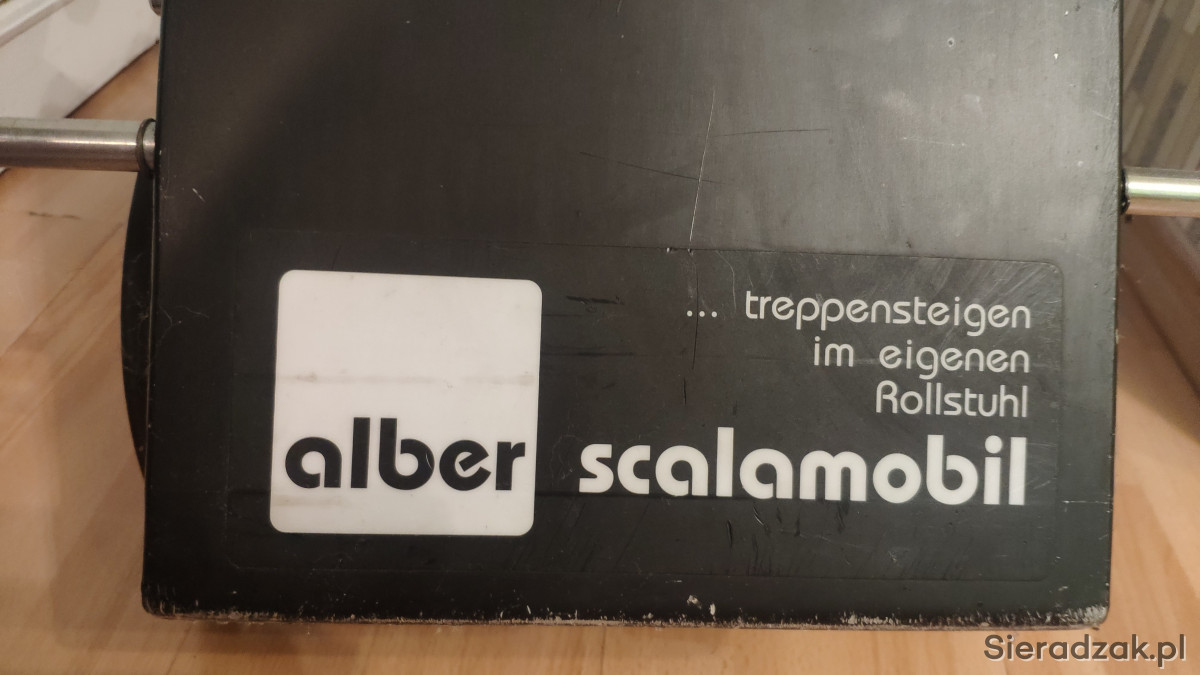 ... treppensteigen
im eigenen
Rollstuhl
alber scalamobil
Sieradzak.pl